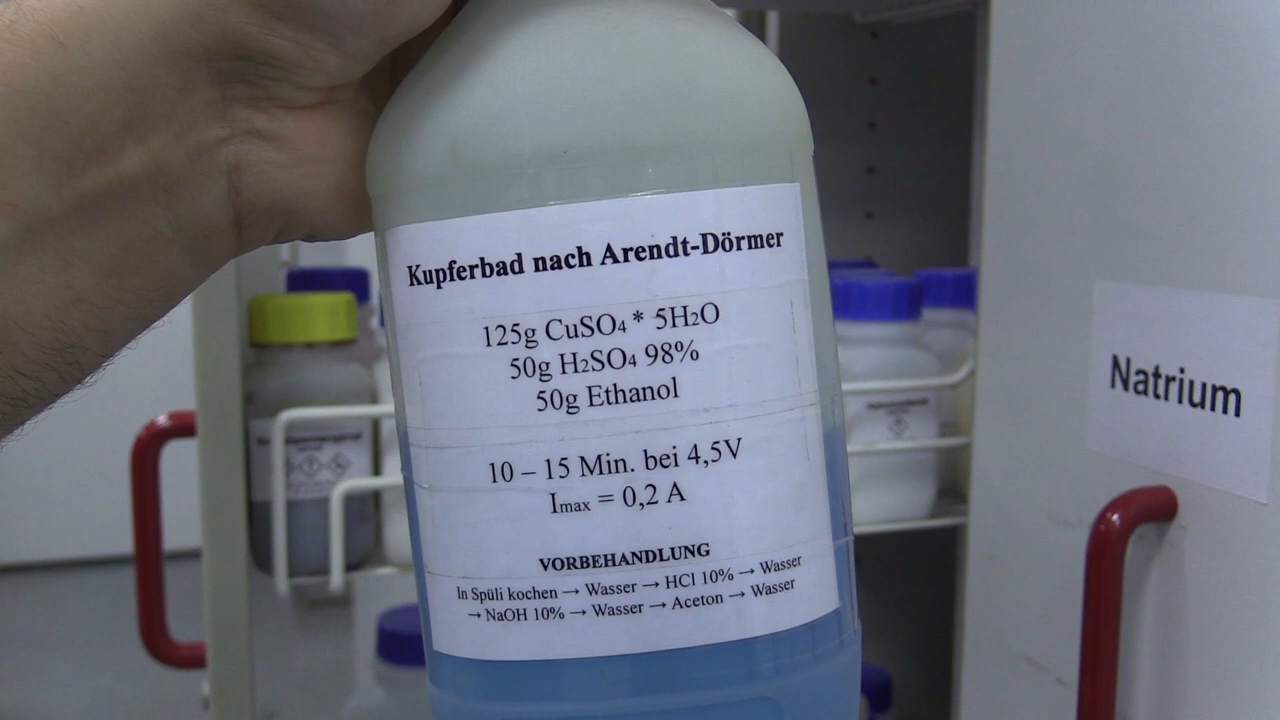 Kupferbad nach Arendt-Dörmer
125g CuSO₄ * 5H₂O
50g H₂SO₄ 98%
50g Ethanol
10 – 15 Min. bei 4,5V
Iₘₐₓ = 0,2 A
VORBEHANDLUNG
In Spüli kochen → Wasser → HCl 10% → Wasser
→ NaOH 10% → Wasser → Aceton → Wasser
Natrium